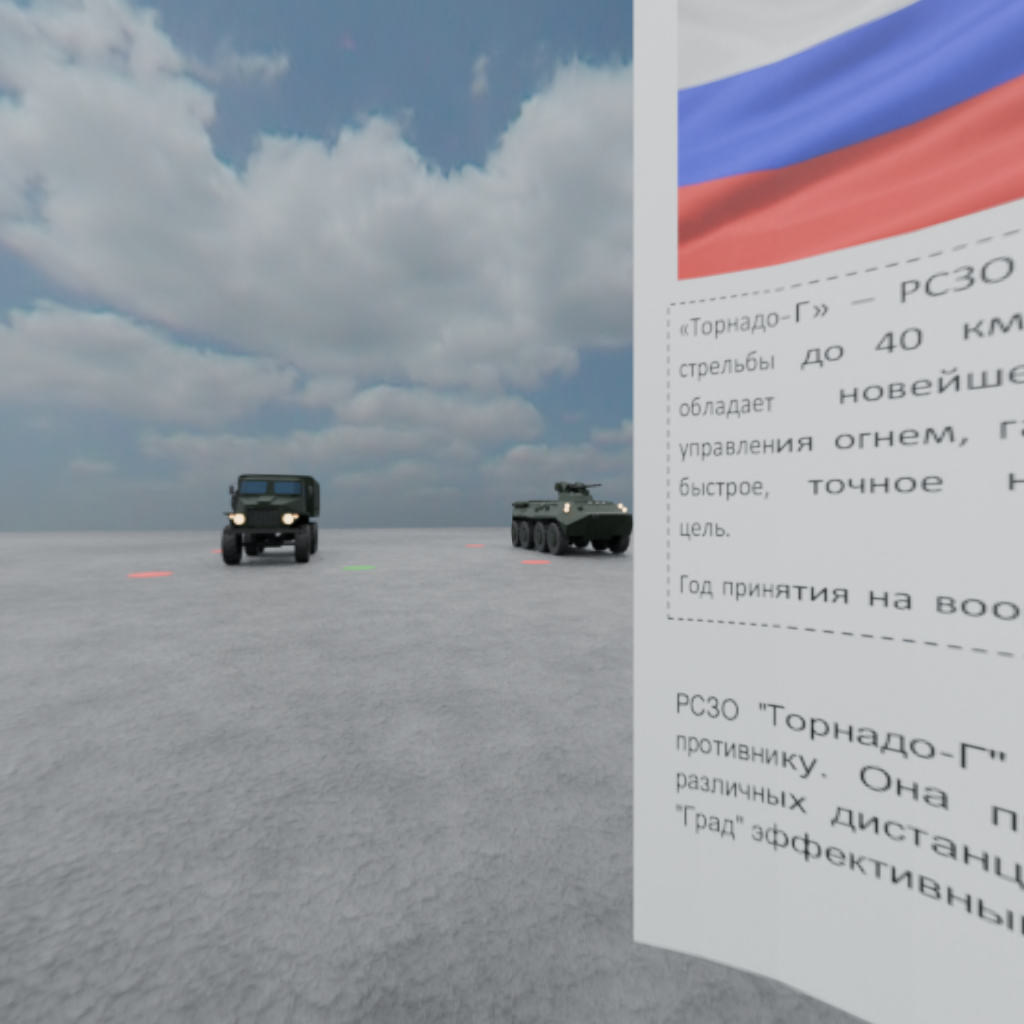 «Торнадо-Г» – РСЗО
стрельбы до 40 км
обладает новейше
управления огнем, га
быстрое, точное н
цель.
Год принятия на воо
РСЗО "Торнадо-Г"
противнику. Она п
различных дистанц
"Град" эффективны